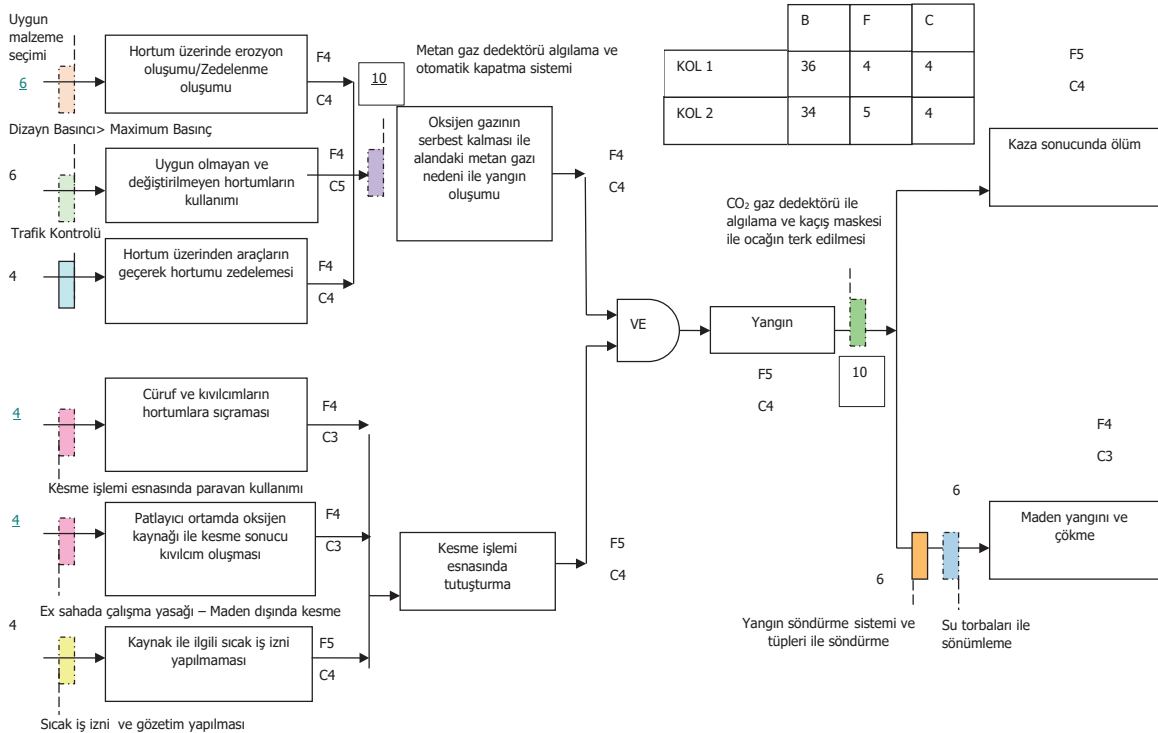 Uygun
malzeme
seçimi
6
Hortum üzerinde erozyon
oluşumu/Zedelenme
oluşumu
F4
C4
10
Metan gaz dedektörü algılama ve
otomatik kapatma sistemi
Dizayn Basıncı> Maximum Basınç
6
Uygun olmayan ve
değiştirilmeyen hortumların
kullanımı
F4
C5
Oksijen gazının
serbest kalması ile
alandaki metan gazı
nedeni ile yangın
oluşumu
F4
C4
Trafik Kontrolü
4
Hortum üzerinden araçların
geçerek hortumu zedelemesi
F4
C4
B F C
KOL 1 36 4 4
KOL 2 34 5 4
F5
C4
Kaza sonucunda ölüm
CO₂ gaz dedektörü ile
algılama ve kaçış maskesi
ile ocağın terk edilmesi
VE
Yangın
F5
C4
10
4
Cüruf ve kıvılcımların
hortumlara sıçraması
F4
C3
Kesme işlemi esnasında paravan kullanımı
4
Patlayıcı ortamda oksijen
kaynağı ile kesme sonucu
kıvılcım oluşması
F4
C3
Kesme işlemi
esnasında
tutuşturma
F5
C4
Ex sahada çalışma yasağı – Maden dışında kesme
4
Kaynak ile ilgili sıcak iş izni
yapılmaması
F5
C4
Sıcak iş izni ve gözetim yapılması
F4
C3
6
Maden yangını ve
çökme
6
Yangın söndürme sistemi ve
tüpleri ile söndürme
Su torbaları ile
sönümleme